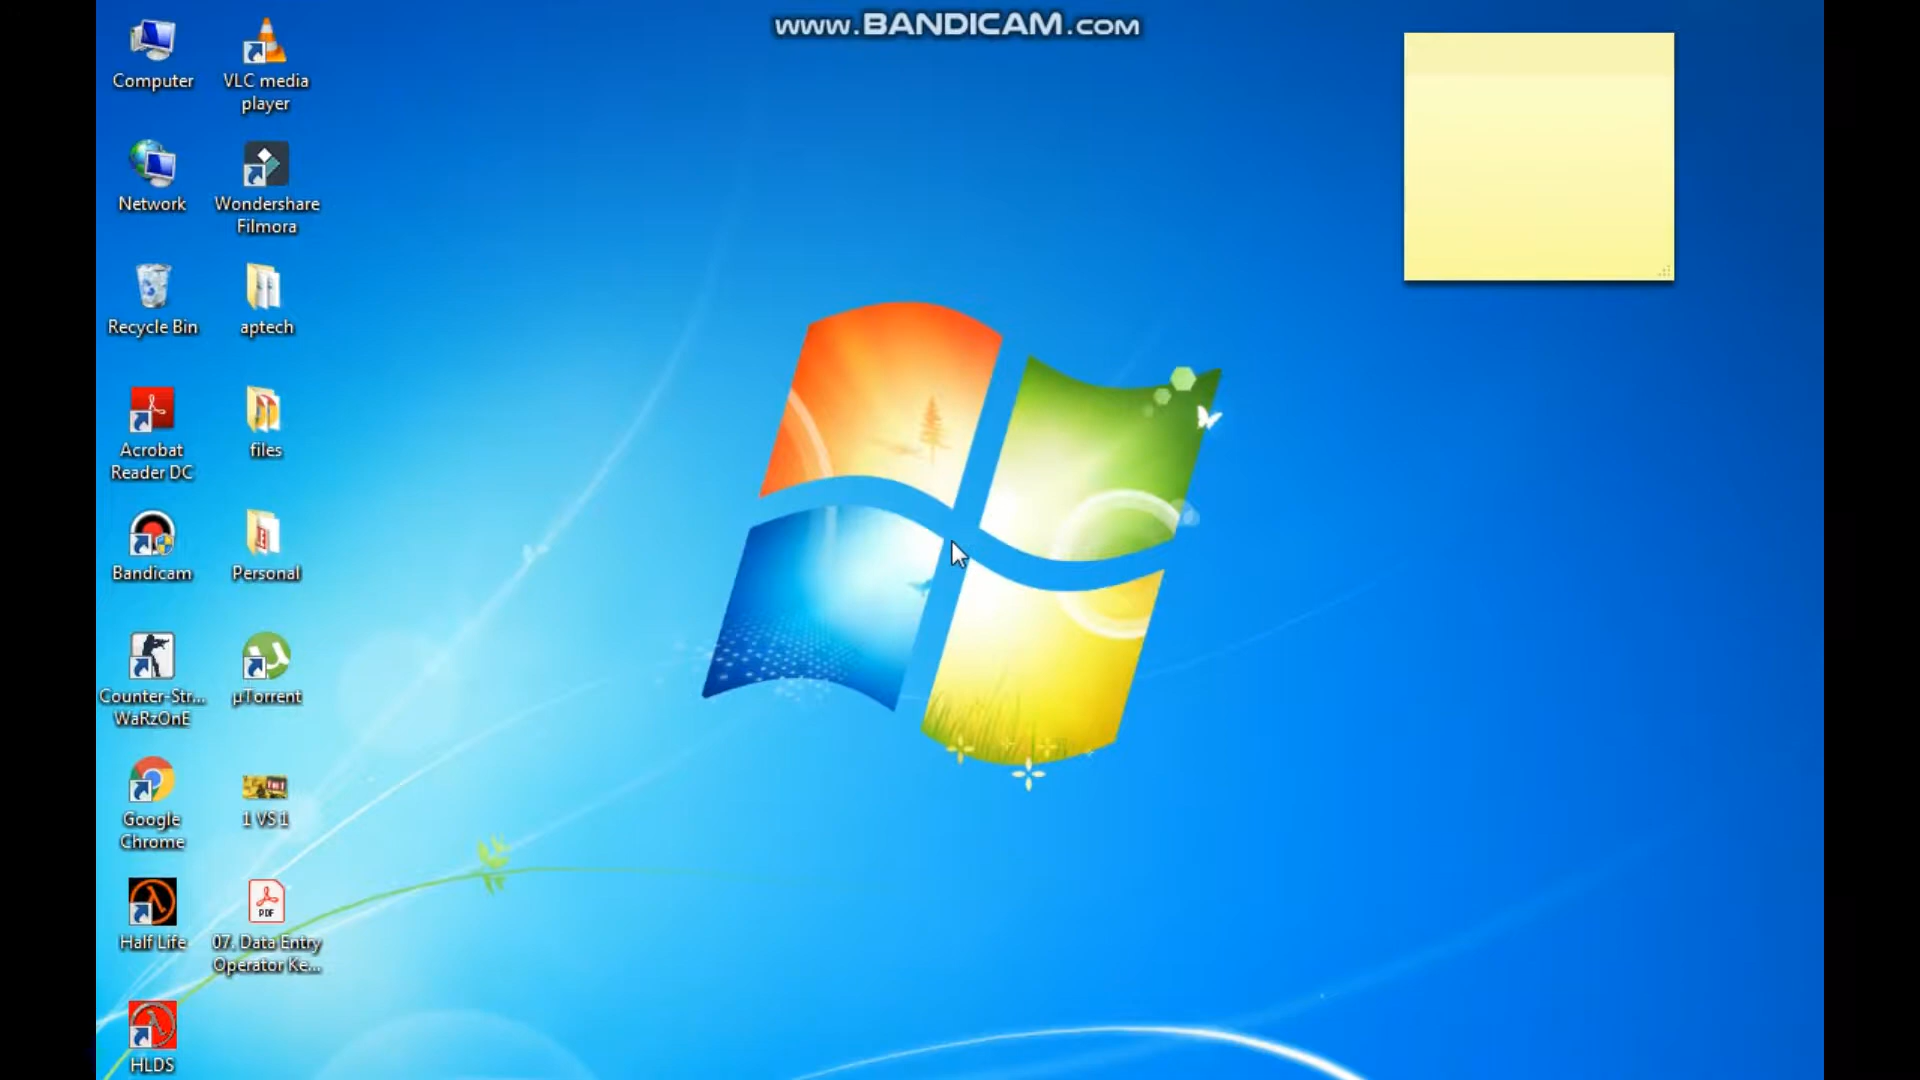 www.BANDICAM.COM
Computer
VLC media
player
Network
Wondershare
Filmora
Recycle Bin
aptech
Acrobat
Reader DC
files
Bandicam
Personal
Counter-Str...
WaRzOnE
µTorrent
Google
Chrome
1 VS 1
Half Life
PDF
07. Data Entry
Operator Ke...
HLDS